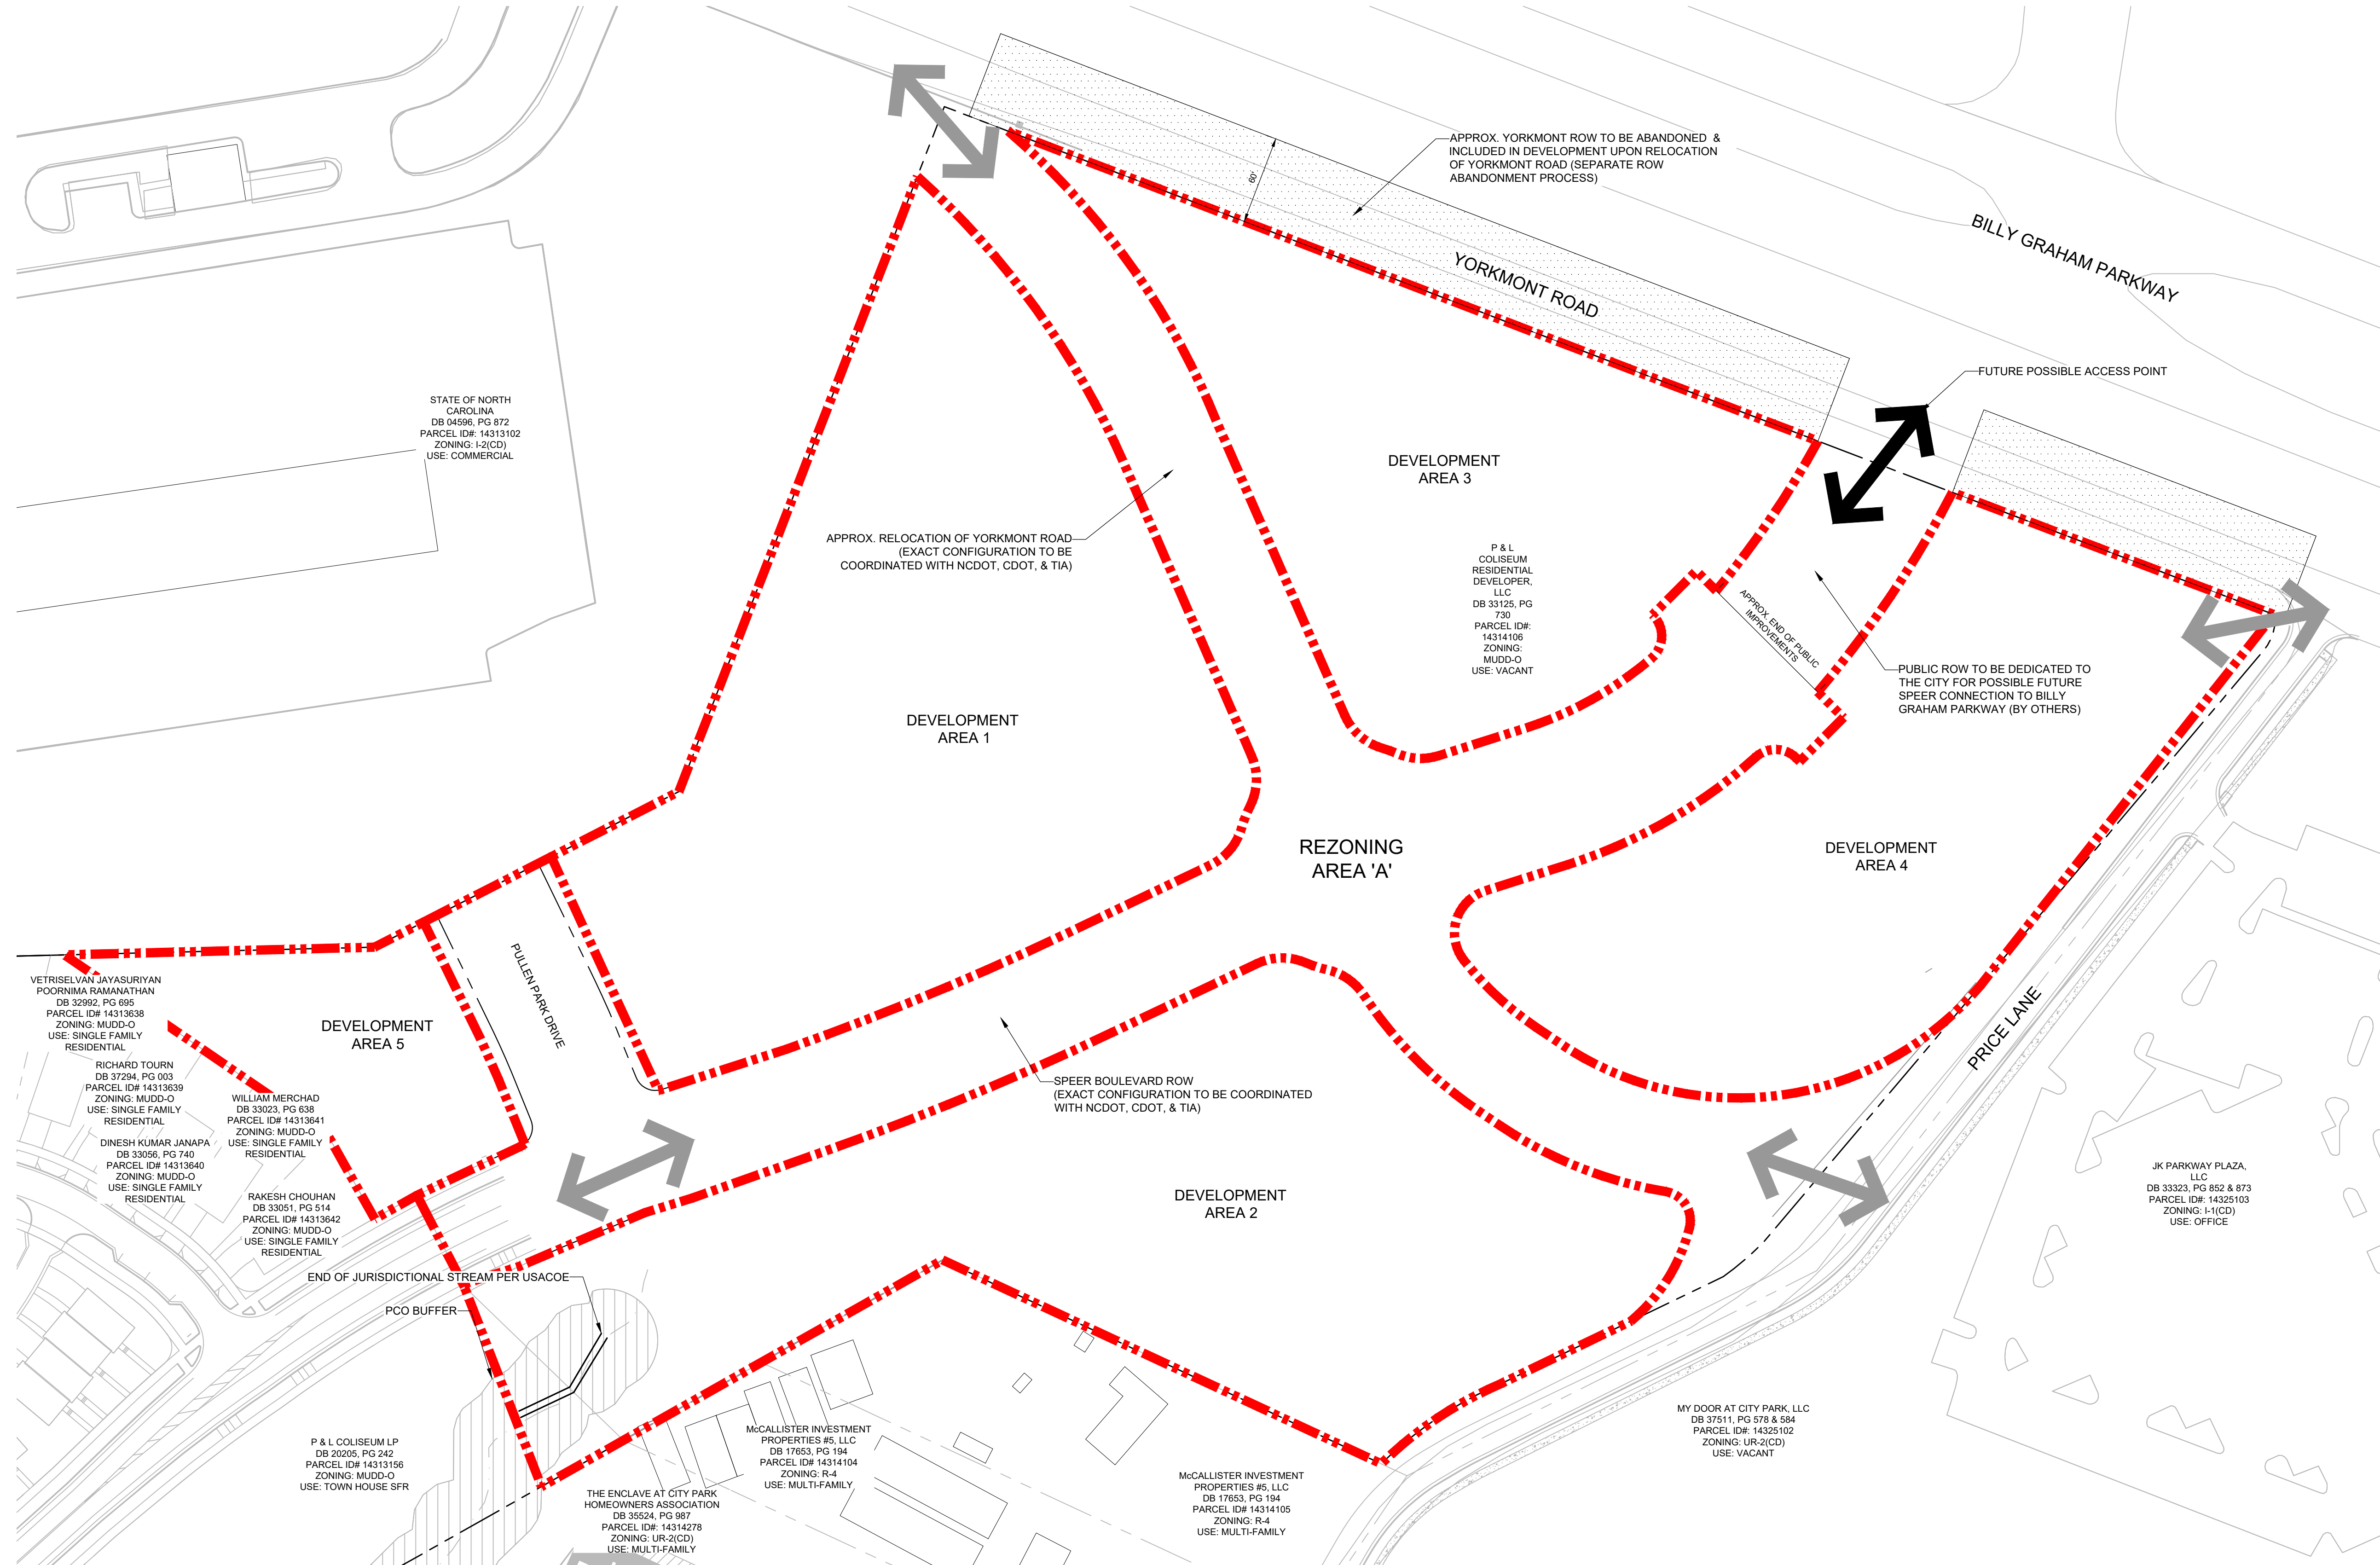 APPROX. YORKMONT ROW TO BE ABANDONED &
INCLUDED IN DEVELOPMENT UPON RELOCATION
OF YORKMONT ROAD (SEPARATE ROW
ABANDONMENT PROCESS)
60'
BILLY GRAHAM PARKWAY
YORKMONT ROAD
FUTURE POSSIBLE ACCESS POINT
STATE OF NORTH
CAROLINA
DB 04596, PG 872
PARCEL ID#: 14313102
ZONING: I-2(CD)
USE: COMMERCIAL
DEVELOPMENT
AREA 3
APPROX. RELOCATION OF YORKMONT ROAD
(EXACT CONFIGURATION TO BE
COORDINATED WITH NCDOT, CDOT, & TIA)
P & L
COLISEUM
RESIDENTIAL
DEVELOPER,
LLC
DB 33125, PG
730
PARCEL ID#:
14314106
ZONING:
MUDD-O
USE: VACANT
APPROX. END OF PUBLIC
IMPROVEMENTS
PUBLIC ROW TO BE DEDICATED TO
THE CITY FOR POSSIBLE FUTURE
SPEER CONNECTION TO BILLY
GRAHAM PARKWAY (BY OTHERS)
DEVELOPMENT
AREA 1
REZONING
AREA 'A'
DEVELOPMENT
AREA 4
PULLEN PARK DRIVE
VETRISELVAN JAYASURIYAN
POORNIMA RAMANATHAN
DB 32992, PG 695
PARCEL ID# 14313638
ZONING: MUDD-O
USE: SINGLE FAMILY
RESIDENTIAL
DEVELOPMENT
AREA 5
PRICE LANE
RICHARD TOURN
DB 37294, PG 003
PARCEL ID# 14313639
ZONING: MUDD-O
USE: SINGLE FAMILY
RESIDENTIAL
WILLIAM MERCHAD
DB 33023, PG 638
PARCEL ID# 14313641
ZONING: MUDD-O
USE: SINGLE FAMILY
RESIDENTIAL
SPEER BOULEVARD ROW
(EXACT CONFIGURATION TO BE COORDINATED
WITH NCDOT, CDOT, & TIA)
DINESH KUMAR JANAPA
DB 33056, PG 740
PARCEL ID# 14313640
ZONING: MUDD-O
USE: SINGLE FAMILY
RESIDENTIAL
RAKESH CHOUHAN
DB 33051, PG 514
PARCEL ID# 14313642
ZONING: MUDD-O
USE: SINGLE FAMILY
RESIDENTIAL
DEVELOPMENT
AREA 2
JK PARKWAY PLAZA,
LLC
DB 33323, PG 852 & 873
PARCEL ID#: 14325103
ZONING: I-1(CD)
USE: OFFICE
END OF JURISDICTIONAL STREAM PER USACOE
PCO BUFFER
P & L COLISEUM LP
DB 20205, PG 242
PARCEL ID# 14313156
ZONING: MUDD-O
USE: TOWN HOUSE SFR
McCALLISTER INVESTMENT
PROPERTIES #5, LLC
DB 17653, PG 194
PARCEL ID# 14314104
ZONING: R-4
USE: MULTI-FAMILY
MY DOOR AT CITY PARK, LLC
DB 37511, PG 578 & 584
PARCEL ID#: 14325102
ZONING: UR-2(CD)
USE: VACANT
THE ENCLAVE AT CITY PARK
HOMEOWNERS ASSOCIATION
DB 35524, PG 987
PARCEL ID#: 14314278
ZONING: UR-2(CD)
USE: MULTI-FAMILY
McCALLISTER INVESTMENT
PROPERTIES #5, LLC
DB 17653, PG 194
PARCEL ID# 14314105
ZONING: R-4
USE: MULTI-FAMILY